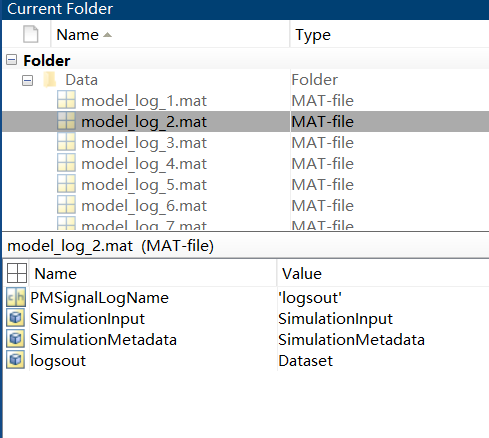 Current Folder
Name Type
Folder
Data Folder
model_log_1.mat MAT-file
model_log_2.mat MAT-file
model_log_3.mat MAT-file
model_log_4.mat MAT-file
model_log_5.mat MAT-file
model_log_6.mat MAT-file
model_log_7.mat MAT-file
model_log_2.mat (MAT-file)
Name Value
ch PMSignalLogName 'logsout'
SimulationInput SimulationInput
SimulationMetadata SimulationMetadata
logsout Dataset